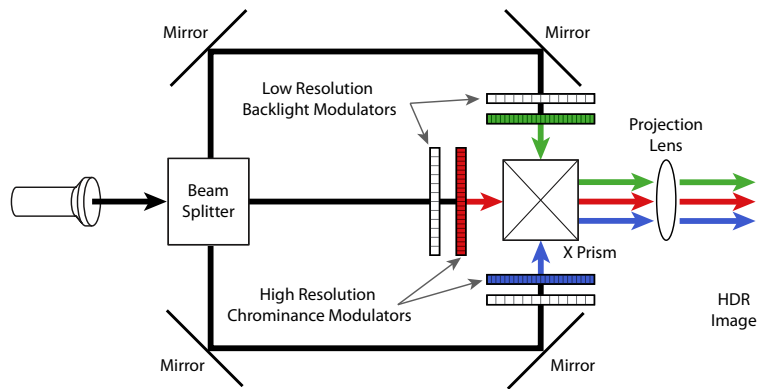 Mirror
Mirror
Low Resolution
Backlight Modulators
Projection
Lens
Beam
Splitter
X Prism
High Resolution
Chrominance Modulators
HDR
Image
Mirror
Mirror